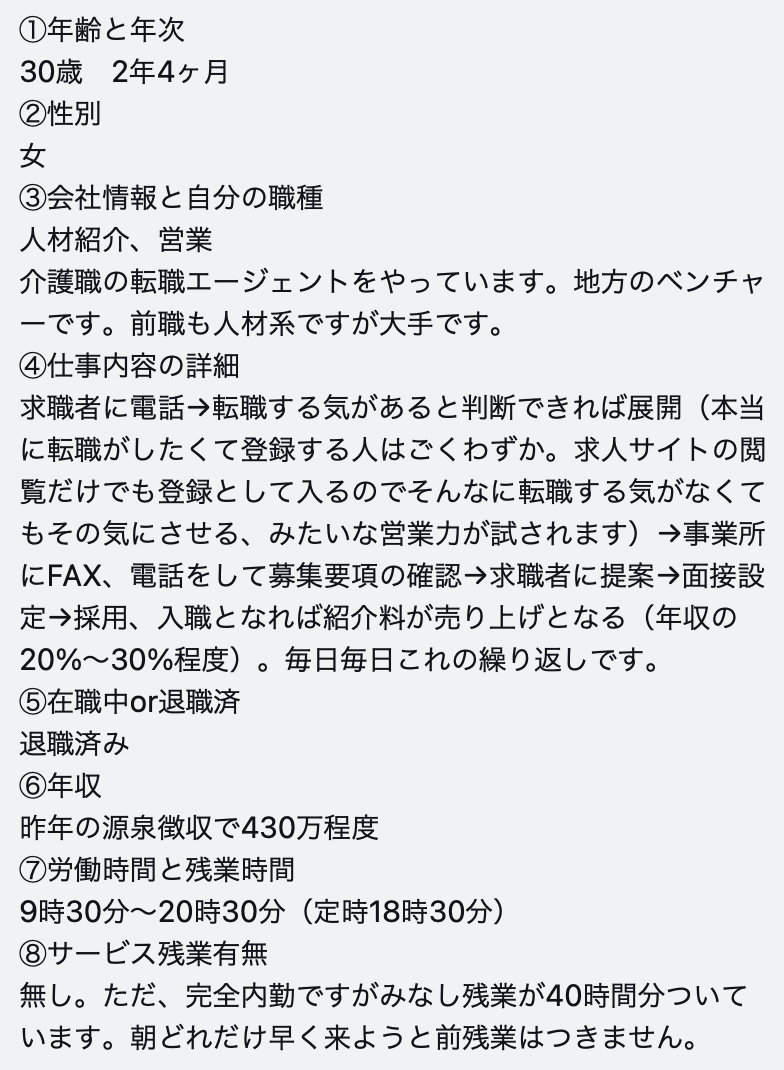 ①年齢と年次
30歳　2年4ヶ月
②性別
女
③会社情報と自分の職種
人材紹介、営業
介護職の転職エージェントをやっています。地方のベンチャ
ーです。前職も人材系ですが大手です。
④仕事内容の詳細
求職者に電話→転職する気があると判断できれば展開（本当
に転職がしたくて登録する人はごくわずか。求人サイトの閲
覧だけでも登録として入るのでそんなに転職する気がなくて
もその気にさせる、みたいな営業力が試されます）→事業所
にFAX、電話をして募集要項の確認→求職者に提案→面接設
定→採用、入職となれば紹介料が売り上げとなる（年収の
20%〜30%程度）。毎日毎日これの繰り返しです。
⑤在職中or退職済
退職済み
⑥年収
昨年の源泉徴収で430万程度
⑦労働時間と残業時間
9時30分〜20時30分（定時18時30分）
⑧サービス残業有無
無し。ただ、完全内勤ですがみなし残業が40時間分ついて
います。朝どれだけ早く来ようと前残業はつきません。